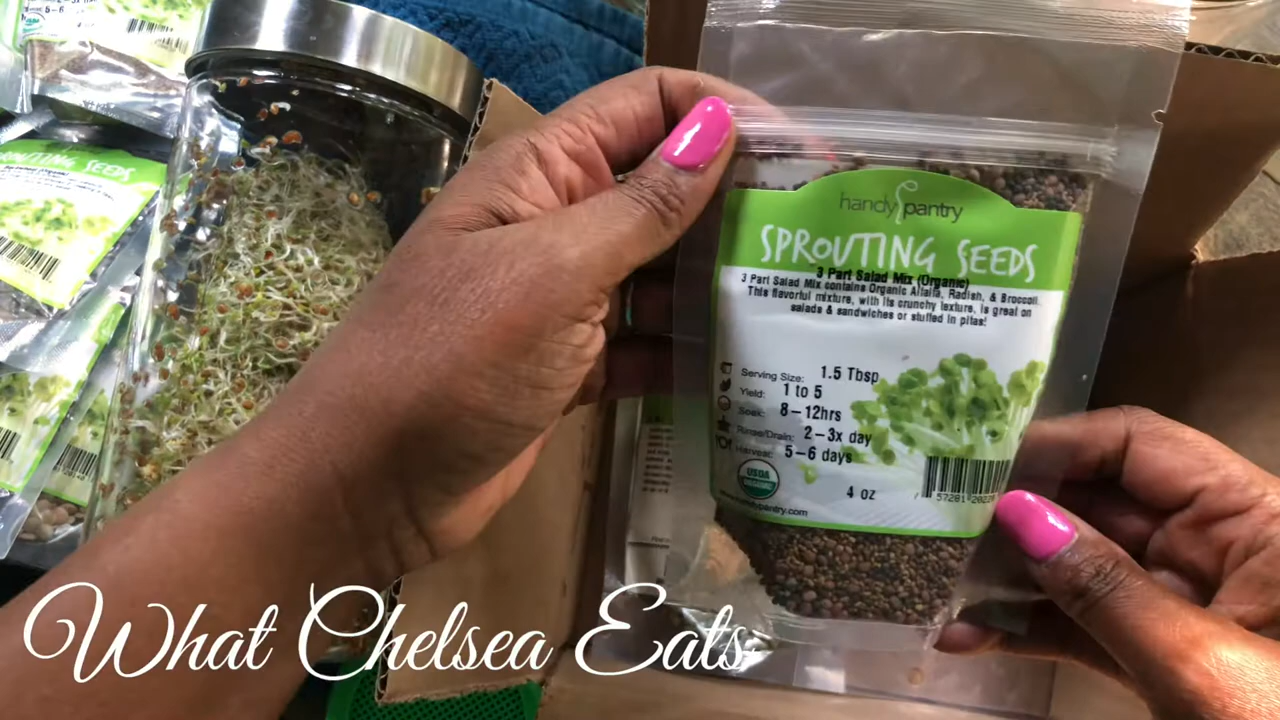 SPROUTING SEEDS
handy pantry
SPROUTING SEEDS
3 Part Salad Mix (Organic)
3 Part Salad Mix contains Organic Alfalfa, Radish, & Broccoli.
This flavorful mixture, with its crunchy texture, is great on
salads & sandwiches or stuffed in pitas!
Serving Size: 1.5 Tbsp
Yield: 1 to 5
Soak: 8-12hrs
Rinse/Drain: 2-3x day
Harvest: 5-6 days
USDA
ORGANIC
4 oz
www.handypantry.com
What Chelsea Eats